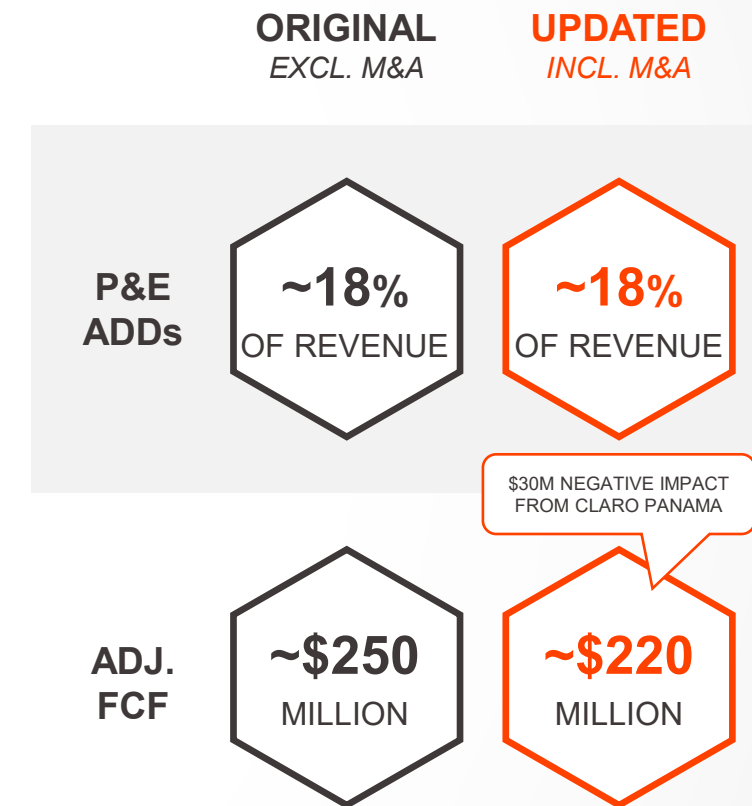 ORIGINAL
EXCL. M&A
UPDATED
INCL. M&A
P&E
ADDs
~18%
OF REVENUE
~18%
OF REVENUE
$30M NEGATIVE IMPACT
FROM CLARO PANAMA
ADJ.
FCF
~$250
MILLION
~$220
MILLION